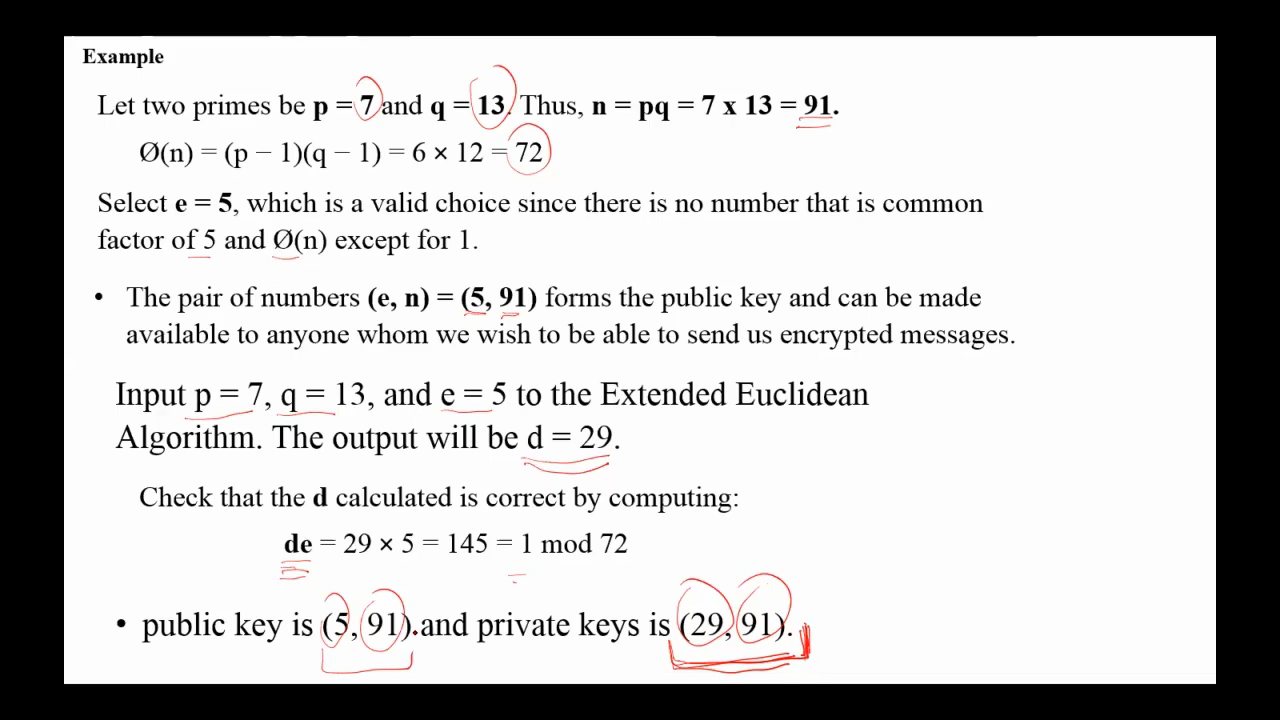 Example
Let two primes be p = 7 and q = 13. Thus, n = pq = 7 x 13 = 91.
Ø(n) = (p − 1)(q − 1) = 6 × 12 = 72
Select e = 5, which is a valid choice since there is no number that is common
factor of 5 and Ø(n) except for 1.
• The pair of numbers (e, n) = (5, 91) forms the public key and can be made
available to anyone whom we wish to be able to send us encrypted messages.
Input p = 7, q = 13, and e = 5 to the Extended Euclidean
Algorithm. The output will be d = 29.
Check that the d calculated is correct by computing:
de = 29 × 5 = 145 = 1 mod 72
• public key is (5, 91) and private keys is (29, 91).